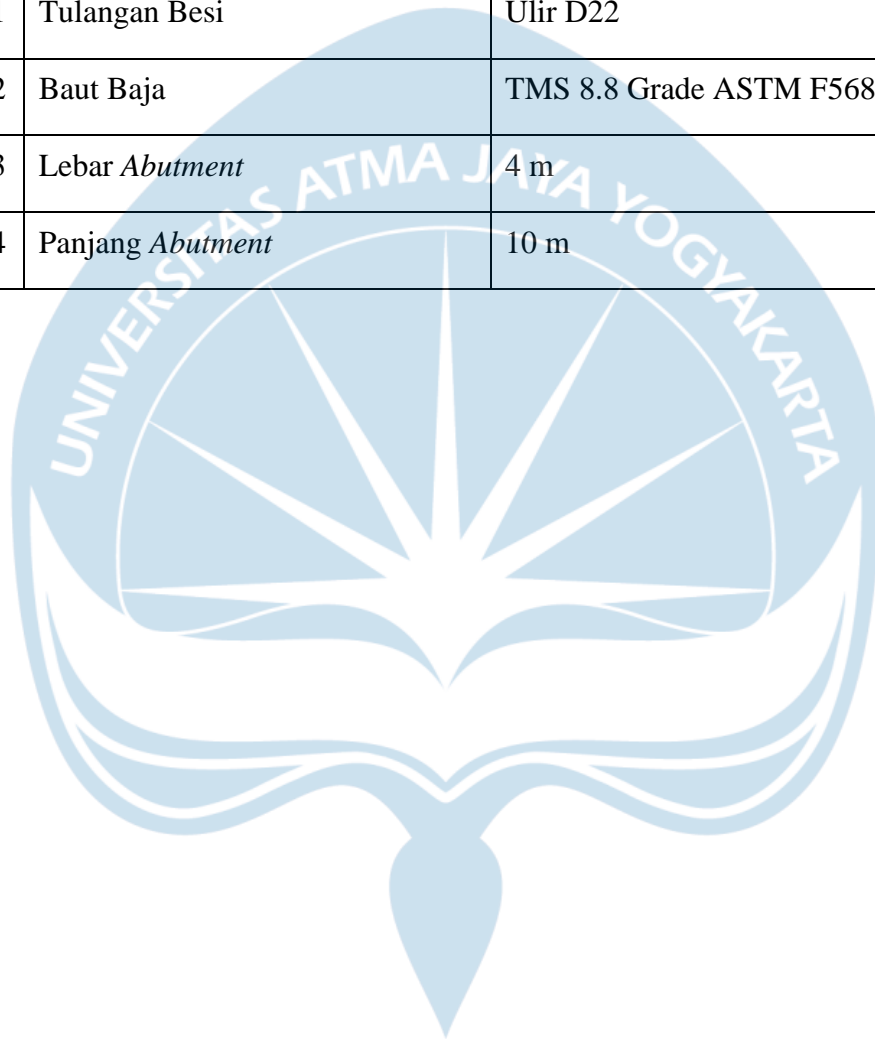 1 Tulangan Besi Ulir D22
2 Baut Baja TMS 8.8 Grade ASTM F568
3 Lebar Abutment 4 m
4 Panjang Abutment 10 m
UNIVERSITAS ATMA JAYA YOGYAKARTA